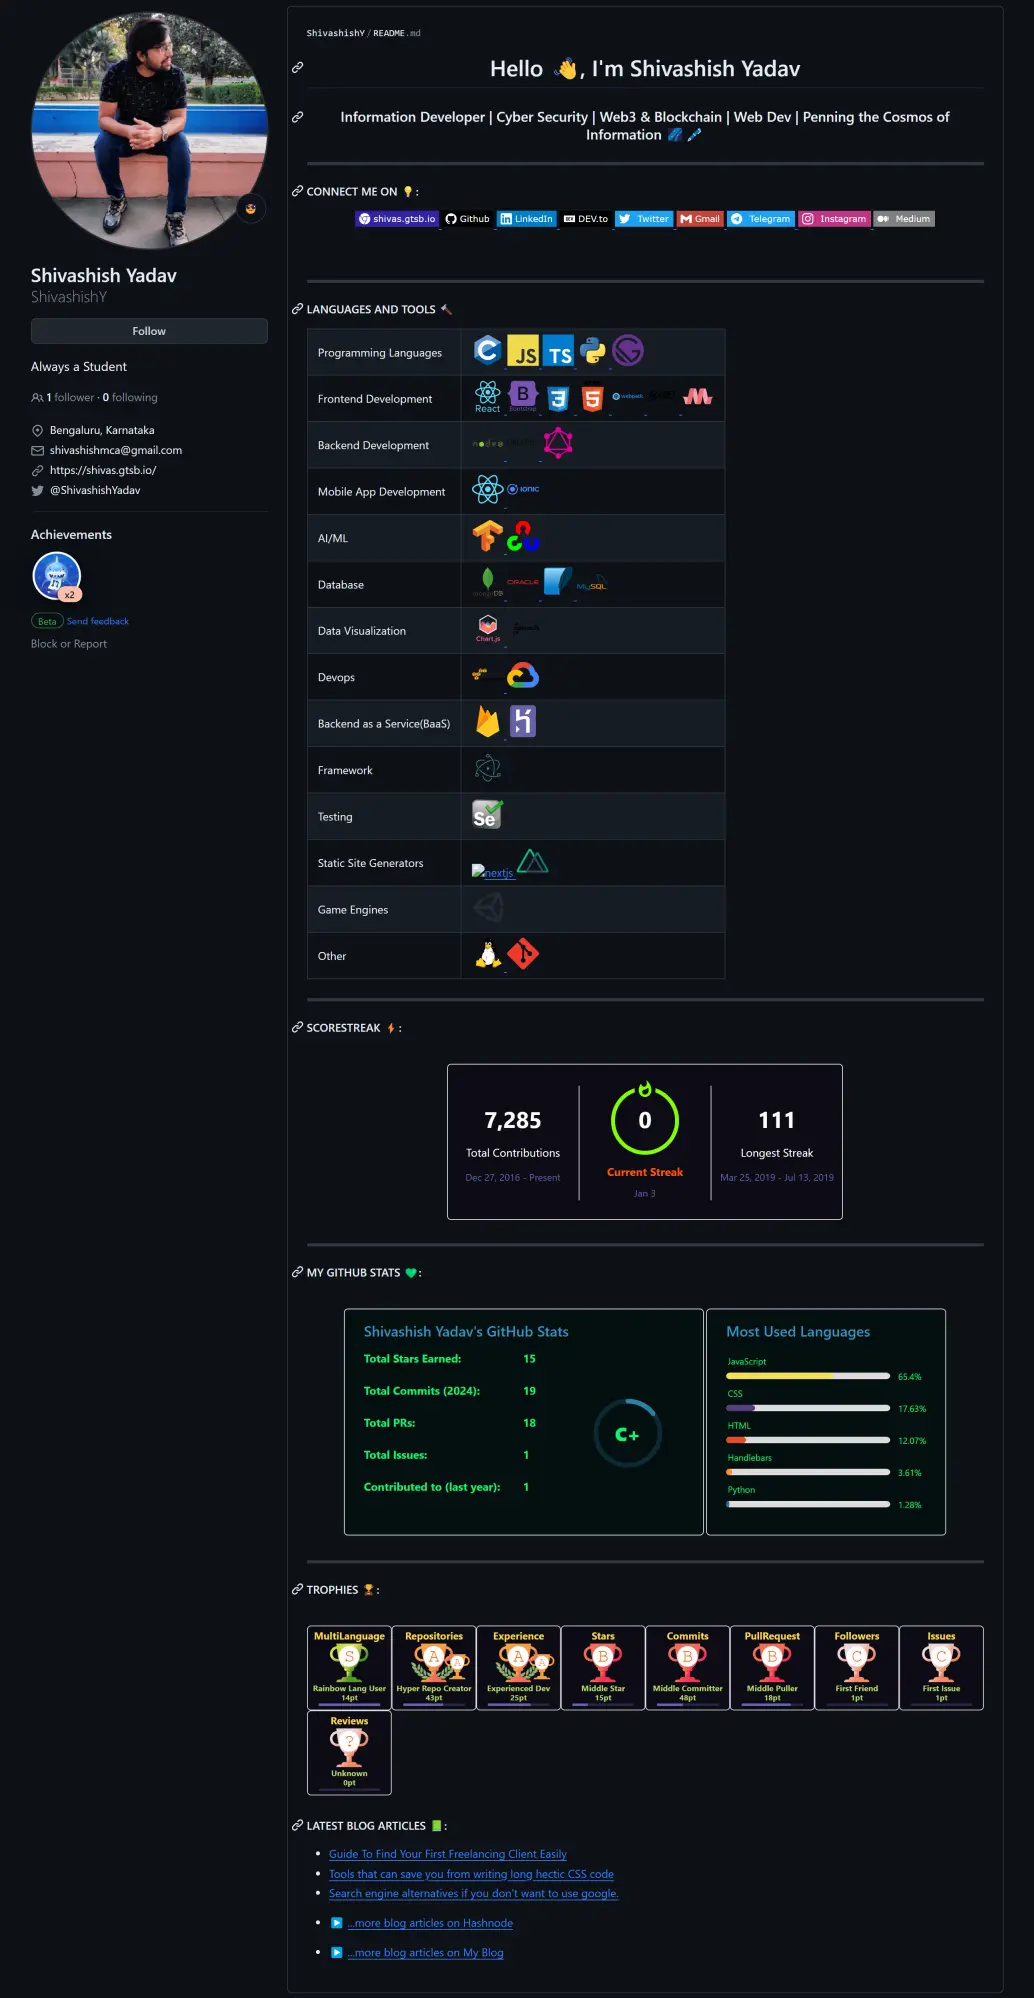 Shivashish Yadav
ShivashishY
Follow
Always a Student
1 follower · 0 following
Bengaluru, Karnataka
shivashishmca@gmail.com
https://shivas.gtsb.io/
@ShivashishYadav
Achievements
x2
Beta Send feedback
Block or Report
ShivashishY / README.md
Hello 👋, I'm Shivashish Yadav
Information Developer | Cyber Security | Web3 & Blockchain | Web Dev | Penning the Cosmos of
Information
CONNECT ME ON 💡 :
shivas.gtsb.io Github LinkedIn DEV.to Twitter Gmail Telegram Instagram Medium
LANGUAGES AND TOOLS 🔨
Programming Languages C JS TS
Frontend Development React B Bootstrap 3 5 webpack
Backend Development node
Mobile App Development IONIC
AI/ML
Database mongoDB ORACLE MySQL
Data Visualization Chart.js
Devops
Backend as a Service(BaaS)
Framework
Testing Se
Static Site Generators nextjs
Game Engines
Other
SCORESTREAK ⚡ :
7,285
Total Contributions
Dec 27, 2016 - Present
0
Current Streak
Jan 3
111
Longest Streak
Mar 25, 2019 - Jul 13, 2019
MY GITHUB STATS 💚 :
Shivashish Yadav's GitHub Stats
Total Stars Earned: 15
Total Commits (2024): 19
Total PRs: 18
Total Issues: 1
Contributed to (last year): 1
C+
Most Used Languages
JavaScript
65.4%
CSS
17.63%
HTML
12.07%
Handlebars
3.61%
Python
1.28%
TROPHIES 🏆 :
MultiLanguage
S
Rainbow Lang User
14pt
Repositories
A A
Hyper Repo Creator
43pt
Experience
A A
Experienced Dev
25pt
Stars
B
Middle Star
15pt
Commits
B
Middle Committer
48pt
PullRequest
B
Middle Puller
18pt
Followers
C
First Friend
1pt
Issues
C
First Issue
1pt
Reviews
?
Unknown
0pt
LATEST BLOG ARTICLES 📗 :
Guide To Find Your First Freelancing Client Easily
Tools that can save you from writing long hectic CSS code
Search engine alternatives if you don't want to use google.
▶️ ...more blog articles on Hashnode
▶️ ...more blog articles on My Blog